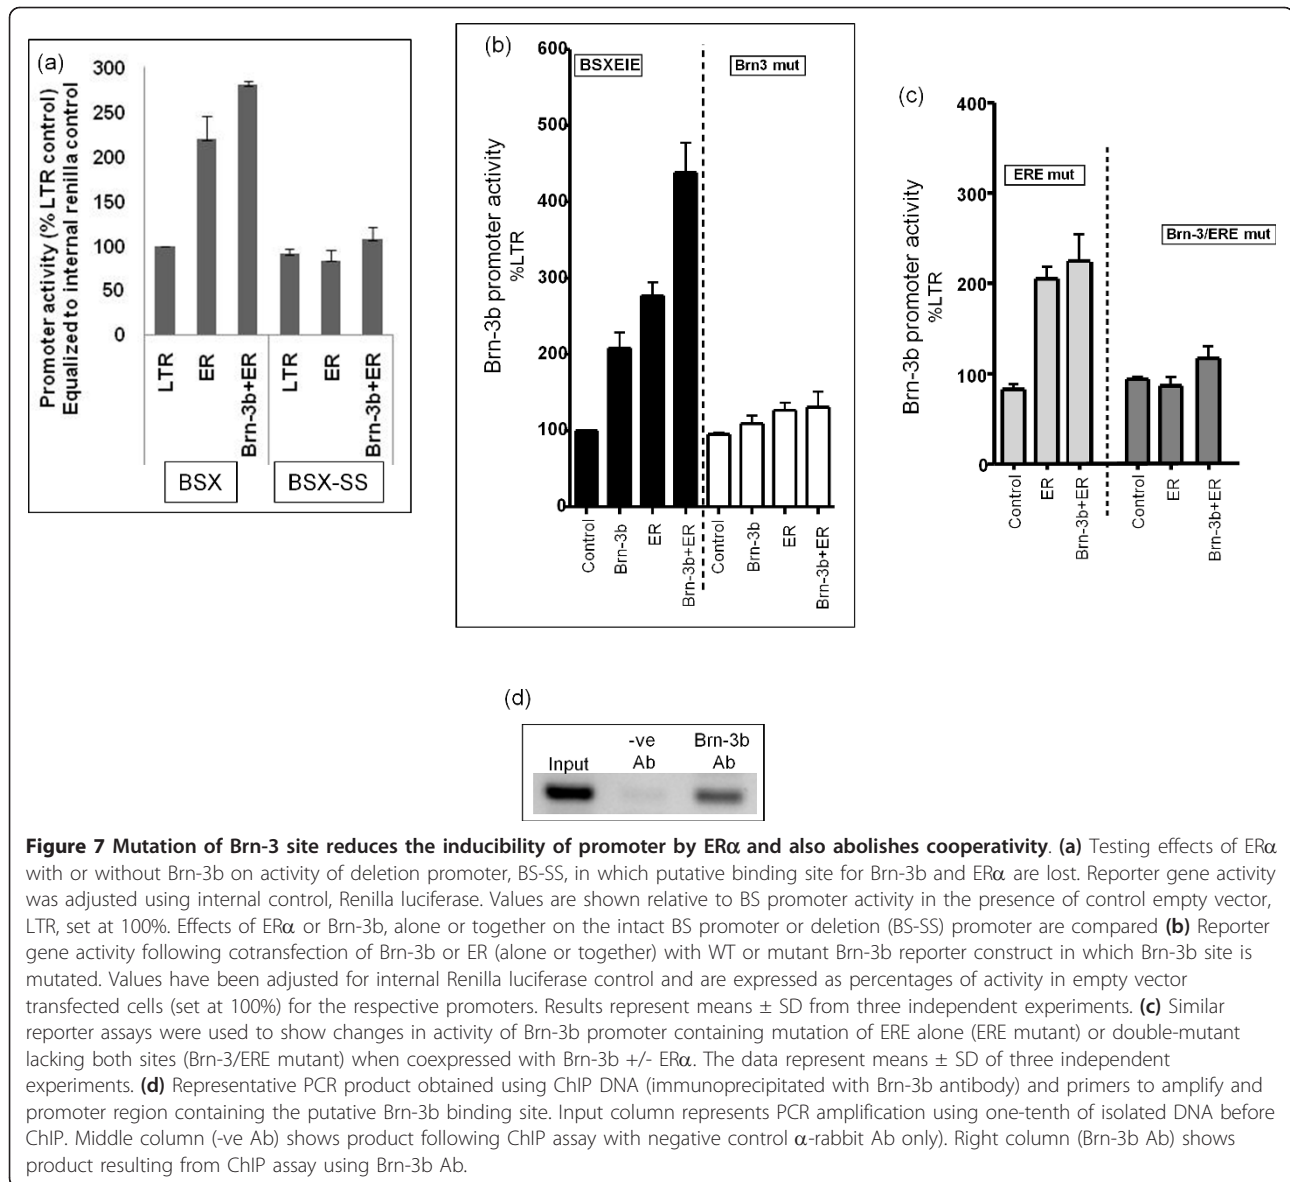 (a)
Promoter activity (% LTR control)
Equalized to internal renilla control
300
250
200
150
100
50
0
LTR
ER
Brn-3b+ER
LTR
ER
Brn-3b+ER
BSX
BSX-SS
(b)
Brn-3b promoter activity
%LTR
600
500
400
300
200
100
0
BSXEIE
Brn3 mut
Control
Brn-3b
ER
Brn-3b+ER
Control
Brn-3b
ER
Brn-3b+ER
(c)
Brn-3b promoter activity
%LTR
400
300
200
100
0
ERE mut
Brn-3/ERE mut
Control
ER
Brn-3b+ER
Control
ER
Brn-3b+ER
(d)
Input
-ve
Ab
Brn-3b
Ab
Figure 7 Mutation of Brn-3 site reduces the inducibility of promoter by ERα and also abolishes cooperativity. (a) Testing effects of ERα
with or without Brn-3b on activity of deletion promoter, BS-SS, in which putative binding site for Brn-3b and ERα are lost. Reporter gene activity
was adjusted using internal control, Renilla luciferase. Values are shown relative to BS promoter activity in the presence of control empty vector,
LTR, set at 100%. Effects of ERα or Brn-3b, alone or together on the intact BS promoter or deletion (BS-SS) promoter are compared (b) Reporter
gene activity following cotransfection of Brn-3b or ER (alone or together) with WT or mutant Brn-3b reporter construct in which Brn-3b site is
mutated. Values have been adjusted for internal Renilla luciferase control and are expressed as percentages of activity in empty vector
transfected cells (set at 100%) for the respective promoters. Results represent means ± SD from three independent experiments. (c) Similar
reporter assays were used to show changes in activity of Brn-3b promoter containing mutation of ERE alone (ERE mutant) or double-mutant
lacking both sites (Brn-3/ERE mutant) when coexpressed with Brn-3b +/- ERα. The data represent means ± SD of three independent
experiments. (d) Representative PCR product obtained using ChIP DNA (immunoprecipitated with Brn-3b antibody) and primers to amplify and
promoter region containing the putative Brn-3b binding site. Input column represents PCR amplification using one-tenth of isolated DNA before
ChIP. Middle column (-ve Ab) shows product following ChIP assay with negative control α-rabbit Ab only). Right column (Brn-3b Ab) shows
product resulting from ChIP assay using Brn-3b Ab.